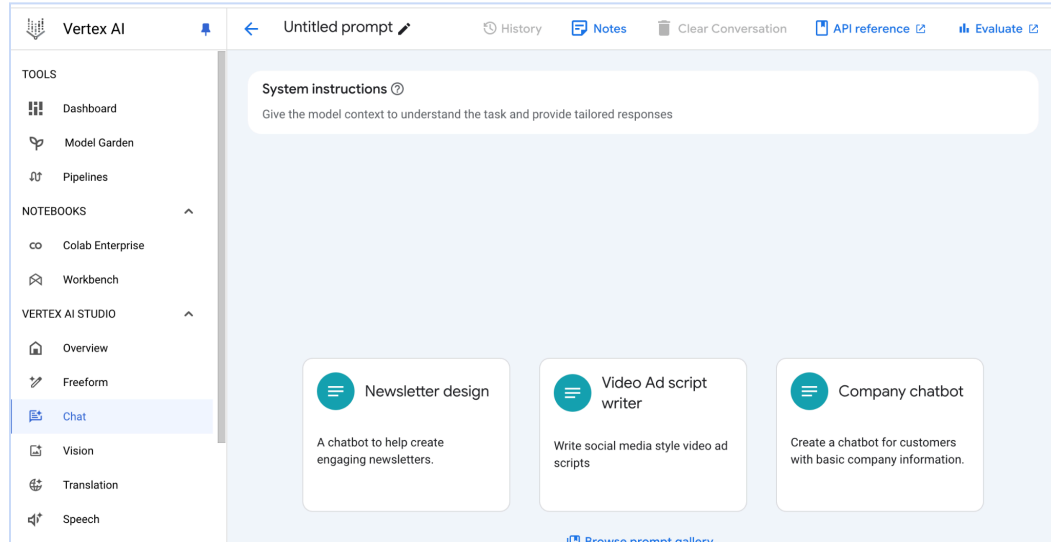 Vertex AI
Untitled prompt
History
Notes
Clear Conversation
API reference
Evaluate
TOOLS
Dashboard
Model Garden
Pipelines
NOTEBOOKS
Colab Enterprise
Workbench
VERTEX AI STUDIO
Overview
Freeform
Chat
Vision
Translation
Speech
System instructions
Give the model context to understand the task and provide tailored responses
Newsletter design
A chatbot to help create
engaging newsletters.
Video Ad script
writer
Write social media style video ad
scripts
Company chatbot
Create a chatbot for customers
with basic company information.
Browse prompt gallery